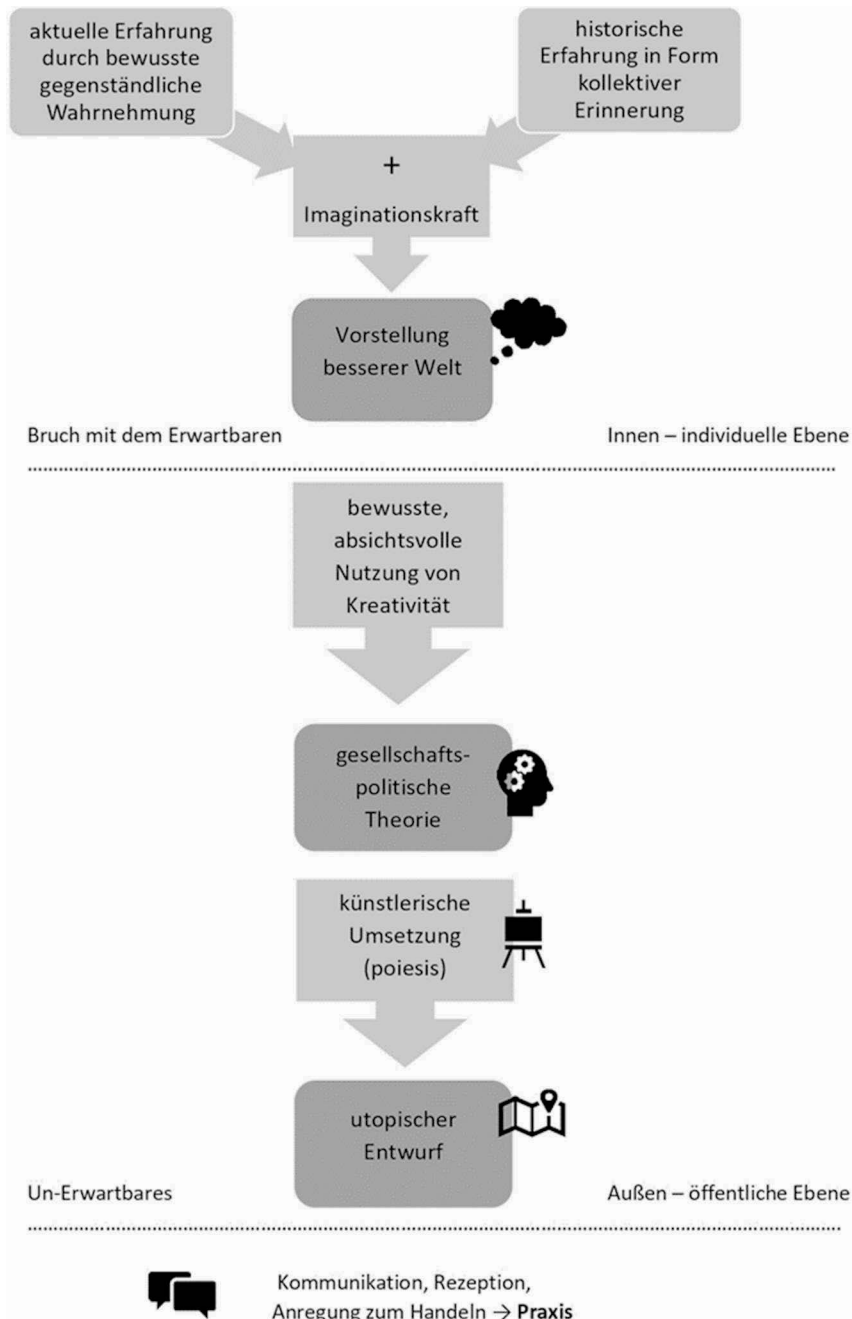 aktuelle Erfahrung
durch bewusste
gegenständliche
Wahrnehmung
historische
Erfahrung in Form
kollektiver
Erinnerung
+
Imaginationskraft
Vorstellung
besserer Welt
Bruch mit dem Erwartbaren
Innen – individuelle Ebene
bewusste,
absichtsvolle
Nutzung von
Kreativität
gesellschafts-
politische
Theorie
künstlerische
Umsetzung
(poiesis)
utopischer
Entwurf
Un-Erwartbares
Außen – öffentliche Ebene
Kommunikation, Rezeption,
Anregung zum Handeln → Praxis